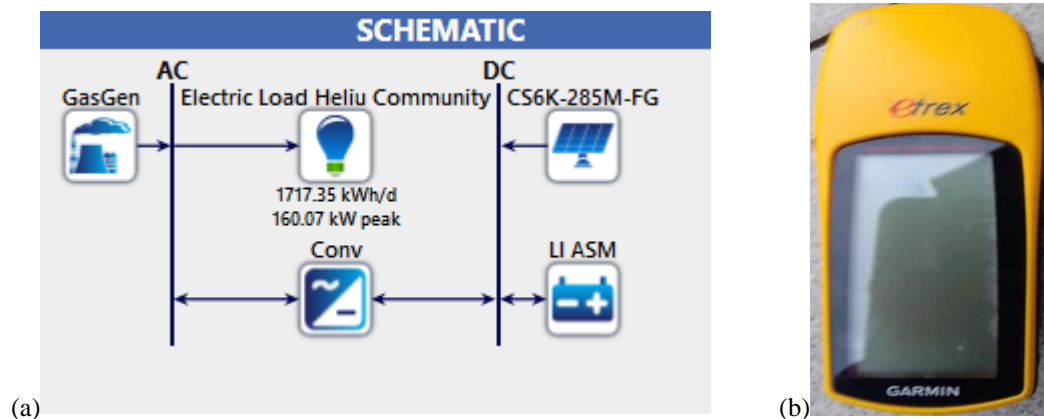 SCHEMATIC
AC DC
GasGen Electric Load Heliu Community CS6K-285M-FG
1717.35 kWh/d
160.07 kW peak
Conv LI ASM
etrex
GARMIN
(a) (b)